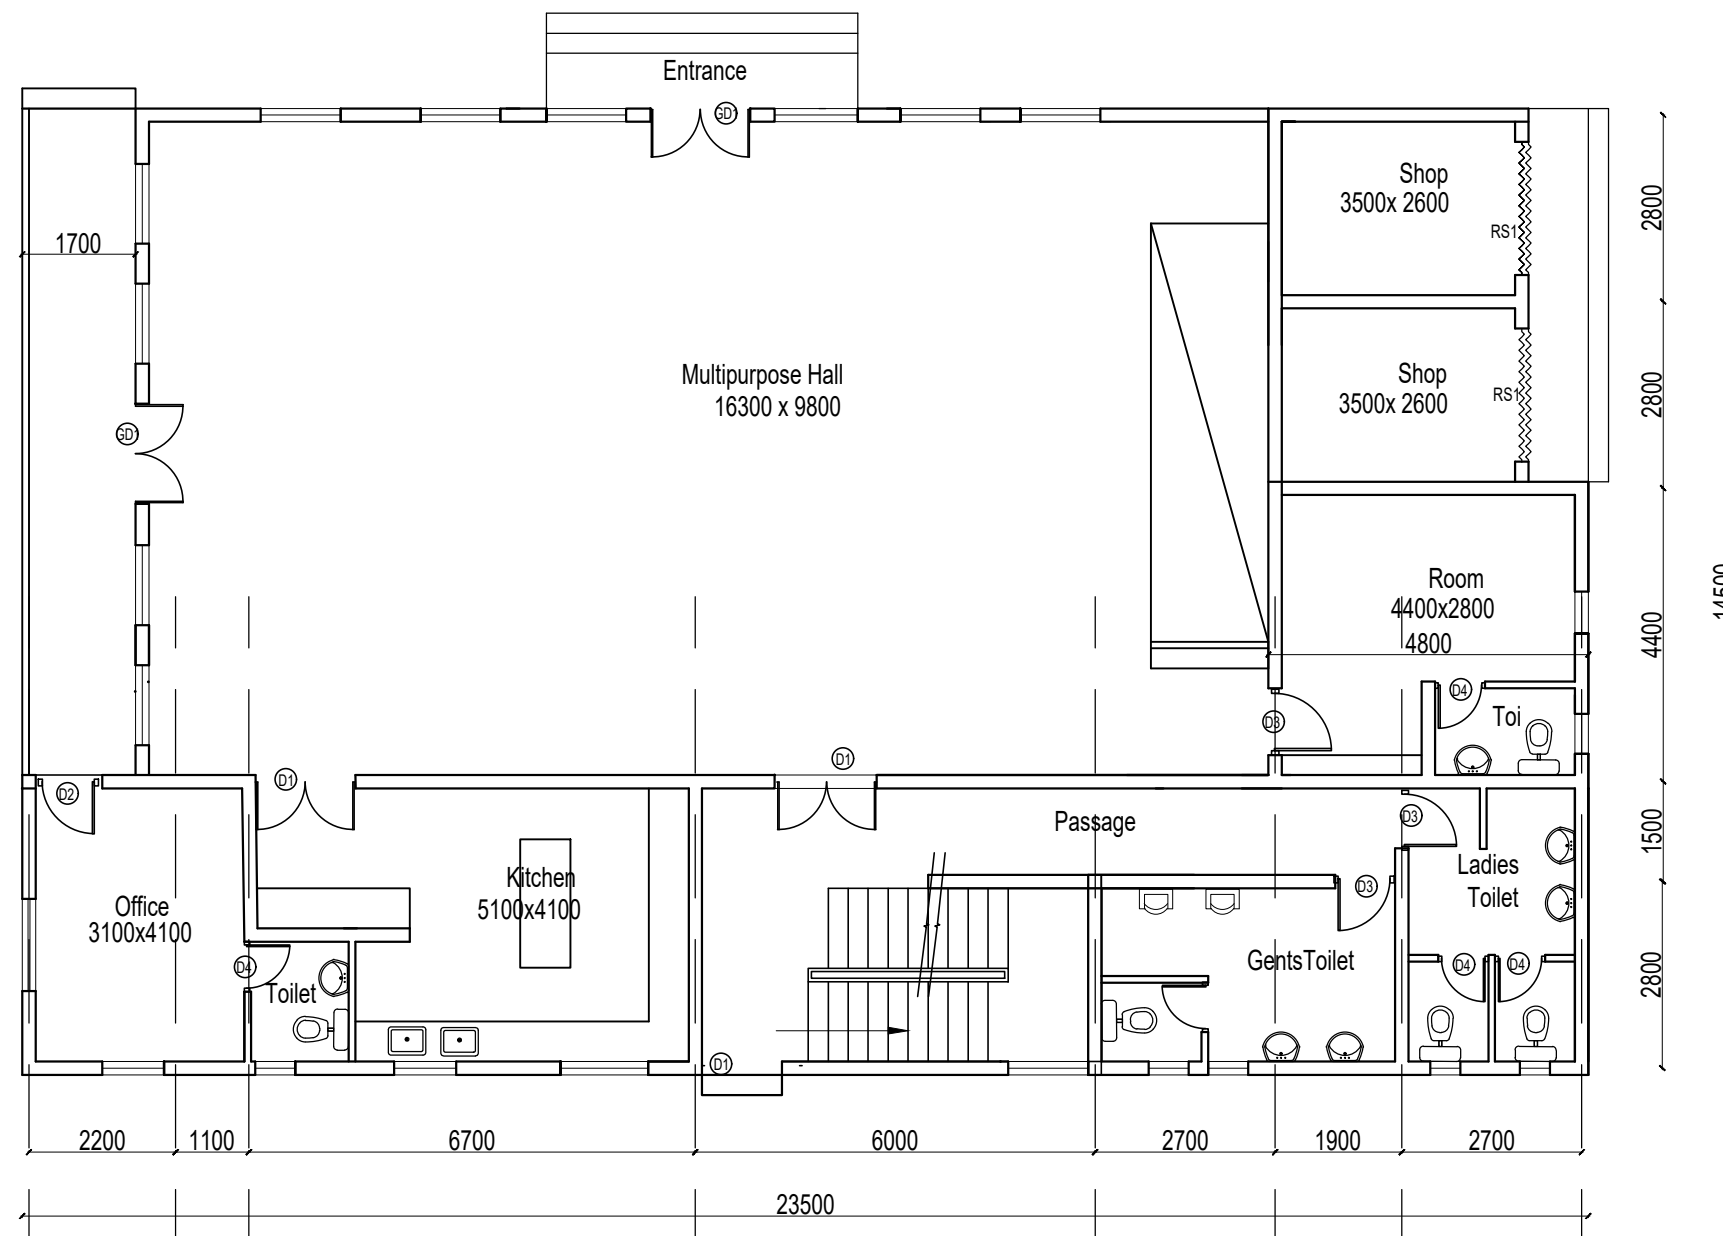 Entrance
GD1
Shop
3500x 2600
RS1
2800
1700
Multipurpose Hall
16300 x 9800
Shop
3500x 2600
RS1
2800
GD1
Room
4400x2800
4800
4400
14500
D4
Toi
D3
D1
D1
D2
Passage
D3
1500
Office
3100x4100
Kitchen
5100x4100
Ladies
Toilet
D3
GentsToilet
D4
Toilet
D4
D4
2800
D1
2200
1100
6700
6000
2700
1900
2700
23500